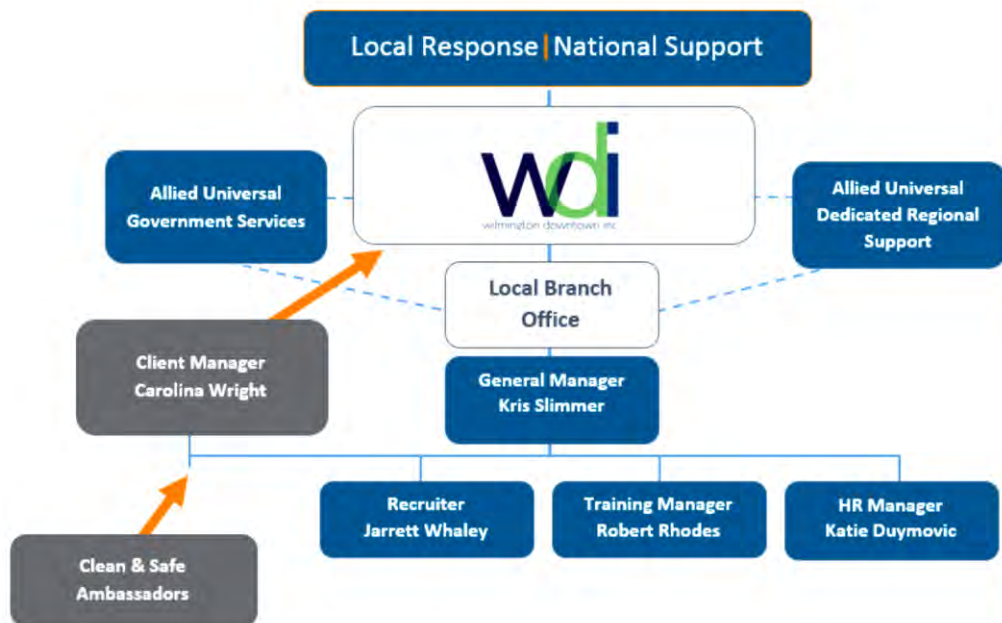 Local Response | National Support
wdi
wilmington downtown inc
Allied Universal
Government Services
Allied Universal
Dedicated Regional
Support
Local Branch
Office
Client Manager
Carolina Wright
General Manager
Kris Slimmer
Recruiter
Jarrett Whaley
Training Manager
Robert Rhodes
HR Manager
Katie Duymovic
Clean & Safe
Ambassadors